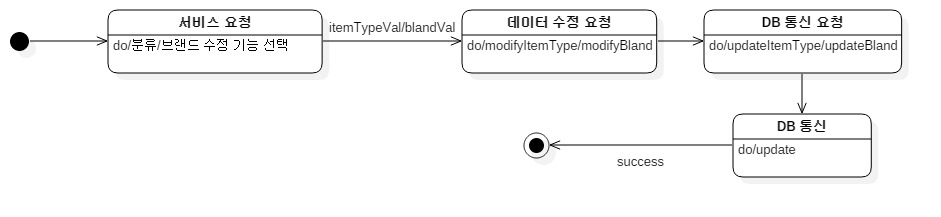 서비스 요청
do/분류/브랜드 수정 기능 선택
itemTypeVal/blandVal
데이터 수정 요청
do/modifyItemType/modifyBland
DB 통신 요청
do/updateItemType/updateBland
DB 통신
do/update
success